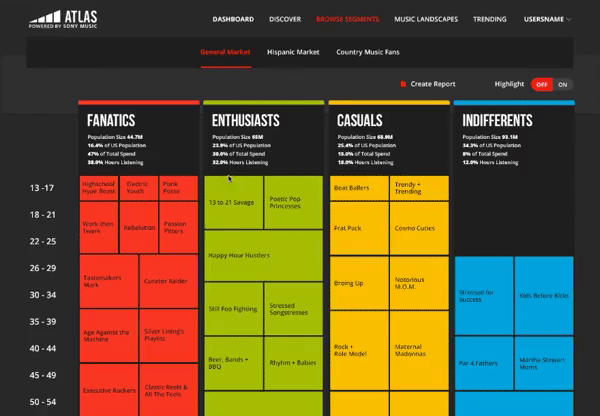 ATLAS
POWERED BY SONY MUSIC
DASHBOARD
DISCOVER
BROWSE SEGMENTS
MUSIC LANDSCAPES
TRENDING
USERSNAME
General Market
Hispanic Market
Country Music Fans
Create Report
Highlight
OFF
ON
FANATICS
Population Size 44.7M
16.4% of US Population
47% of Total Spend
38.0% Hours Listening
ENTHUSIASTS
Population Size 65M
23.9% of US Population
30.0% of Total Spend
32.0% Hours Listening
CASUALS
Population Size 68.9M
25.4% of US Population
15.0% of Total Spend
18.0% Hours Listening
INDIFFERENTS
Population Size 93.1M
34.3% of US Population
8% of Total Spend
12.0% Hours Listening
13 - 17
18 - 21
22 - 25
26 - 29
30 - 34
35 - 39
40 - 44
45 - 49
50 - 54
Highschool
Hype Beast
Electric
Youth
Punk
Posse
Work then
Twerk
Rebelution
Passion
Pitters
Tastemakers
Mark
Curator Raider
Age Against the
Machine
Silver Lining's
Playlist
Executive Rockers
Classic Reels &
All The Feels
13 to 21 Savage
Poetic Pop
Princesses
Happy Hour Hustlers
Still Foo Fighting
Stressed
Songstresses
Beer, Bands +
BBQ
Rhythm + Babies
Beat Ballers
Trendy +
Trending
Frat Pack
Cosmo Cuties
Broing Up
Notorious
M.O.M.
Rock +
Role Model
Maternal
Madonnas
Stressed for
Success
Kids Before Kicks
Par 4 Fathers
Martha Stewart
Moms